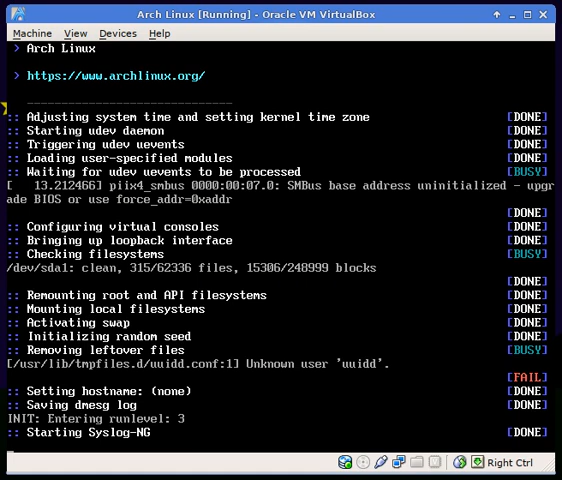 Arch Linux [Running] - Oracle VM VirtualBox
Machine View Devices Help
> Arch Linux
> https://www.archlinux.org/
------------------------------
:: Adjusting system time and setting kernel time zone [DONE]
:: Starting udev daemon [DONE]
:: Triggering udev uevents [DONE]
:: Loading user-specified modules [DONE]
:: Waiting for udev uevents to be processed [BUSY]
[   13.212466] piix4_smbus 0000:00:07.0: SMBus base address uninitialized - upgr
ade BIOS or use force_addr=0xaddr
[DONE]
:: Configuring virtual consoles [DONE]
:: Bringing up loopback interface [DONE]
:: Checking filesystems [BUSY]
/dev/sda1: clean, 315/62336 files, 15306/248999 blocks
[DONE]
:: Remounting root and API filesystems [DONE]
:: Mounting local filesystems [DONE]
:: Activating swap [DONE]
:: Initializing random seed [DONE]
:: Removing leftover files [BUSY]
[/usr/lib/tmpfiles.d/uuidd.conf:1] Unknown user 'uuidd'.
[FAIL]
:: Setting hostname: (none) [DONE]
:: Saving dmesg log [DONE]
INIT: Entering runlevel: 3
:: Starting Syslog-NG [DONE]
Right Ctrl